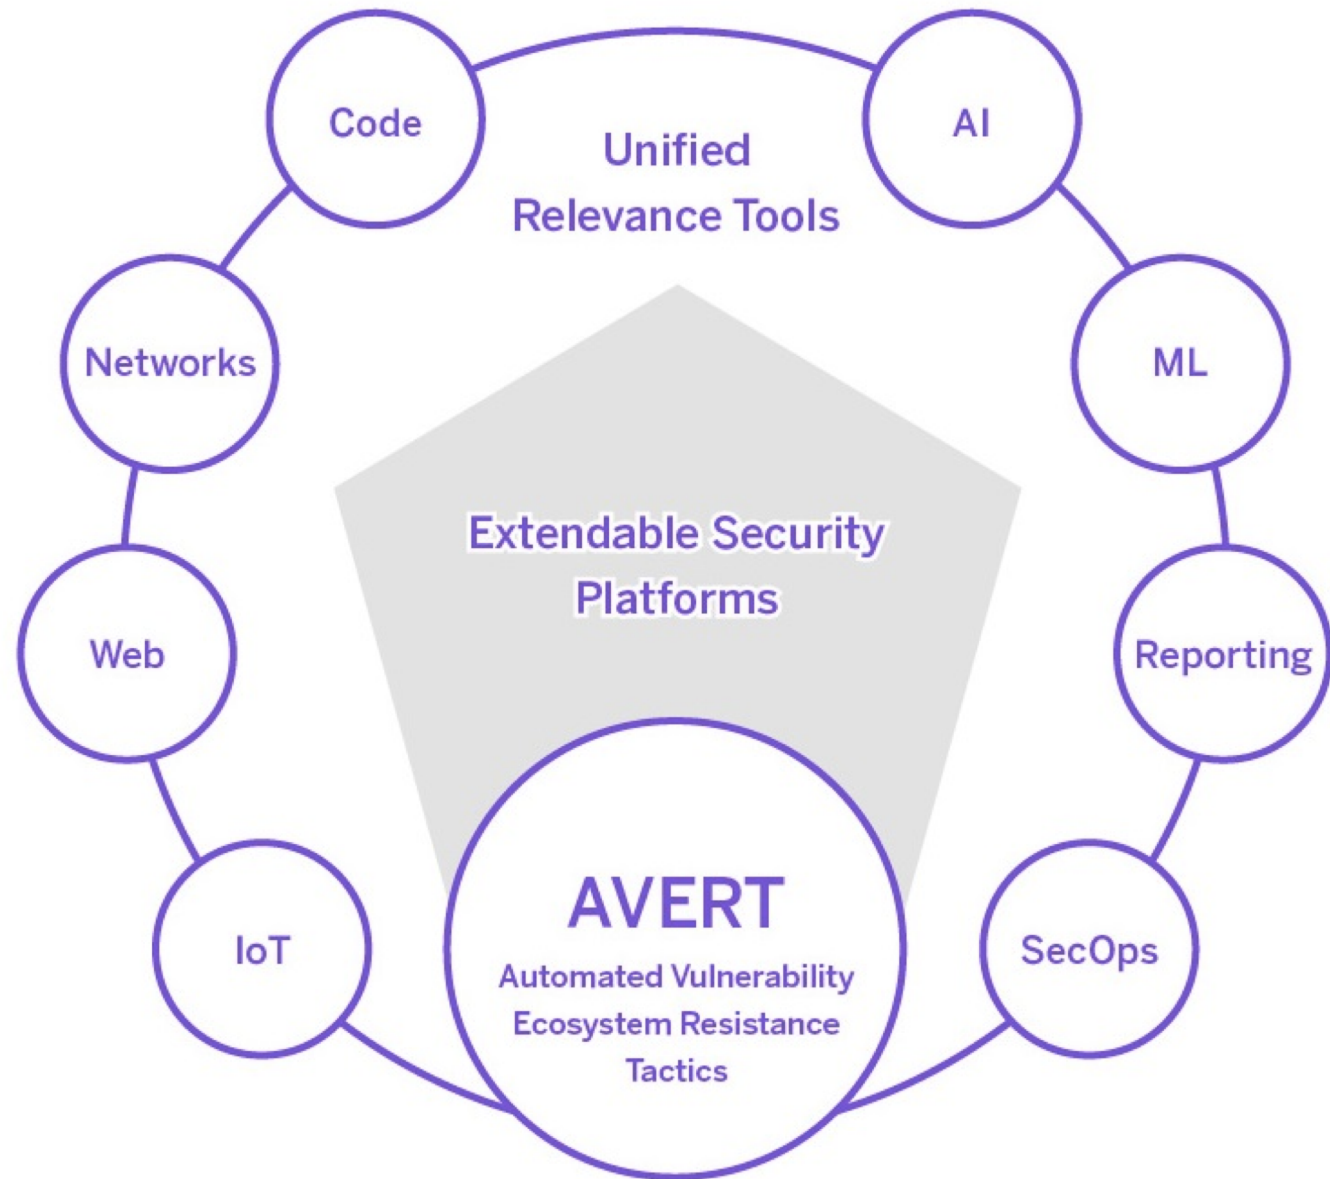 Code
AI
Unified
Relevance Tools
Networks
ML
Extendable Security
Platforms
Web
Reporting
AVERT
Automated Vulnerability
Ecosystem Resistance
Tactics
IoT
SecOps